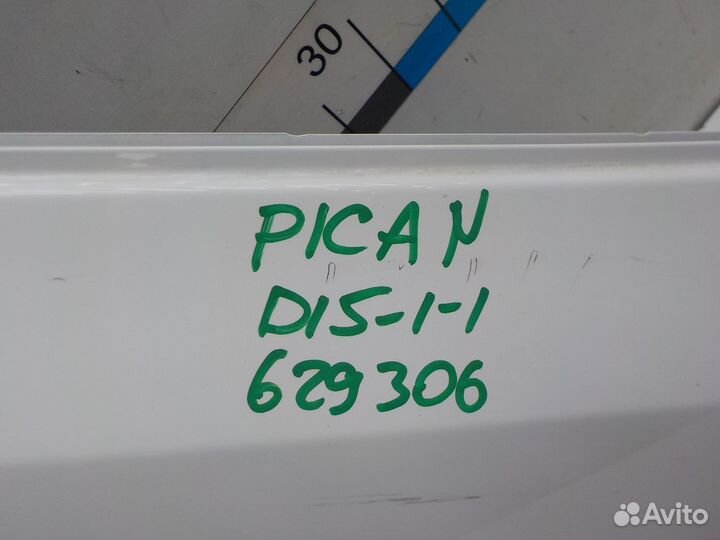 30
PICAN
D15-1-1
629306
Avito